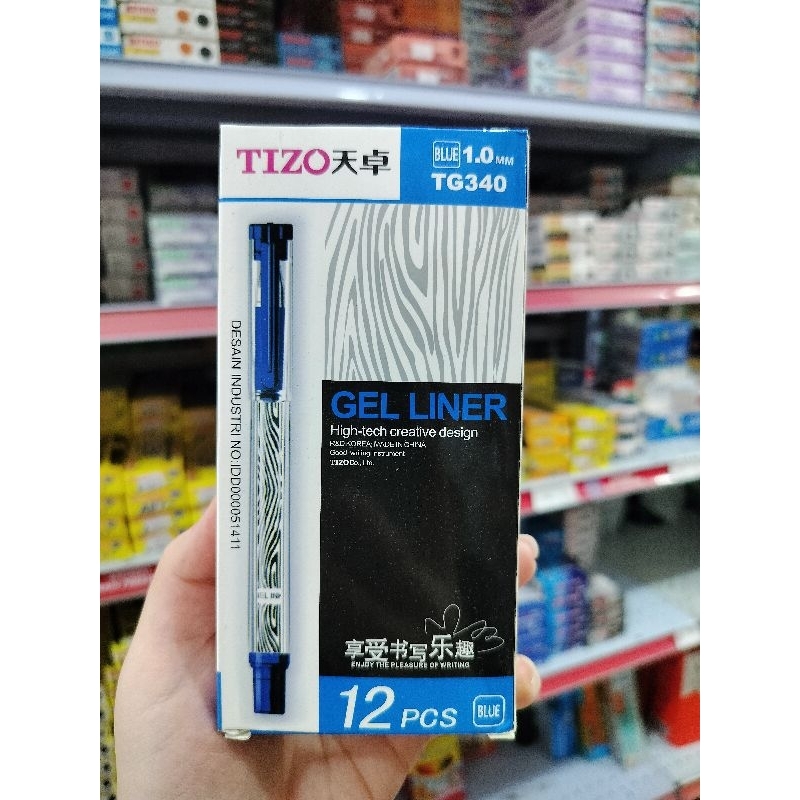 TIZO天卓
BLUE 1.0MM
TG340
DESAIN INDUSTRI NO.IDD000051411
GEL LINER
High-tech creative design
R&D KOREA, MADE IN CHINA
Good writing instrument
TIZO Co., Ltd.
享受书写乐趣
ENJOY THE PLEASURE OF WRITING
12 PCS
BLUE